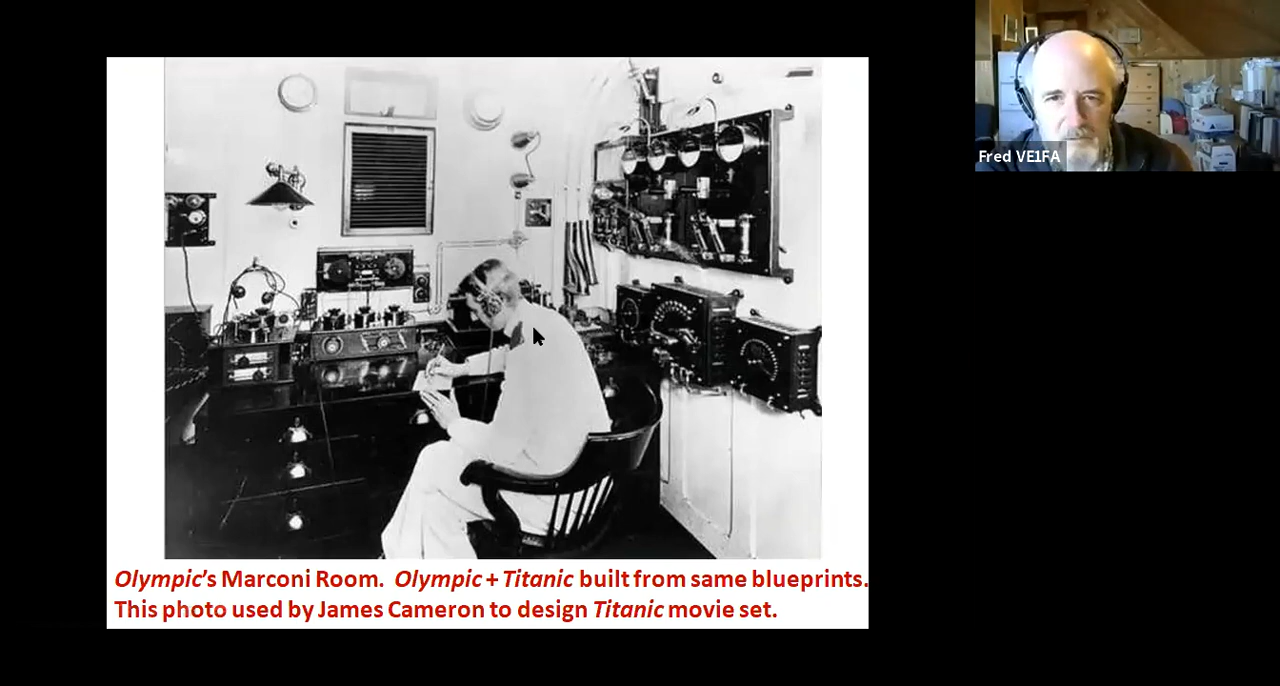 Fred VE1FA
Olympic's Marconi Room. Olympic + Titanic built from same blueprints.
This photo used by James Cameron to design Titanic movie set.